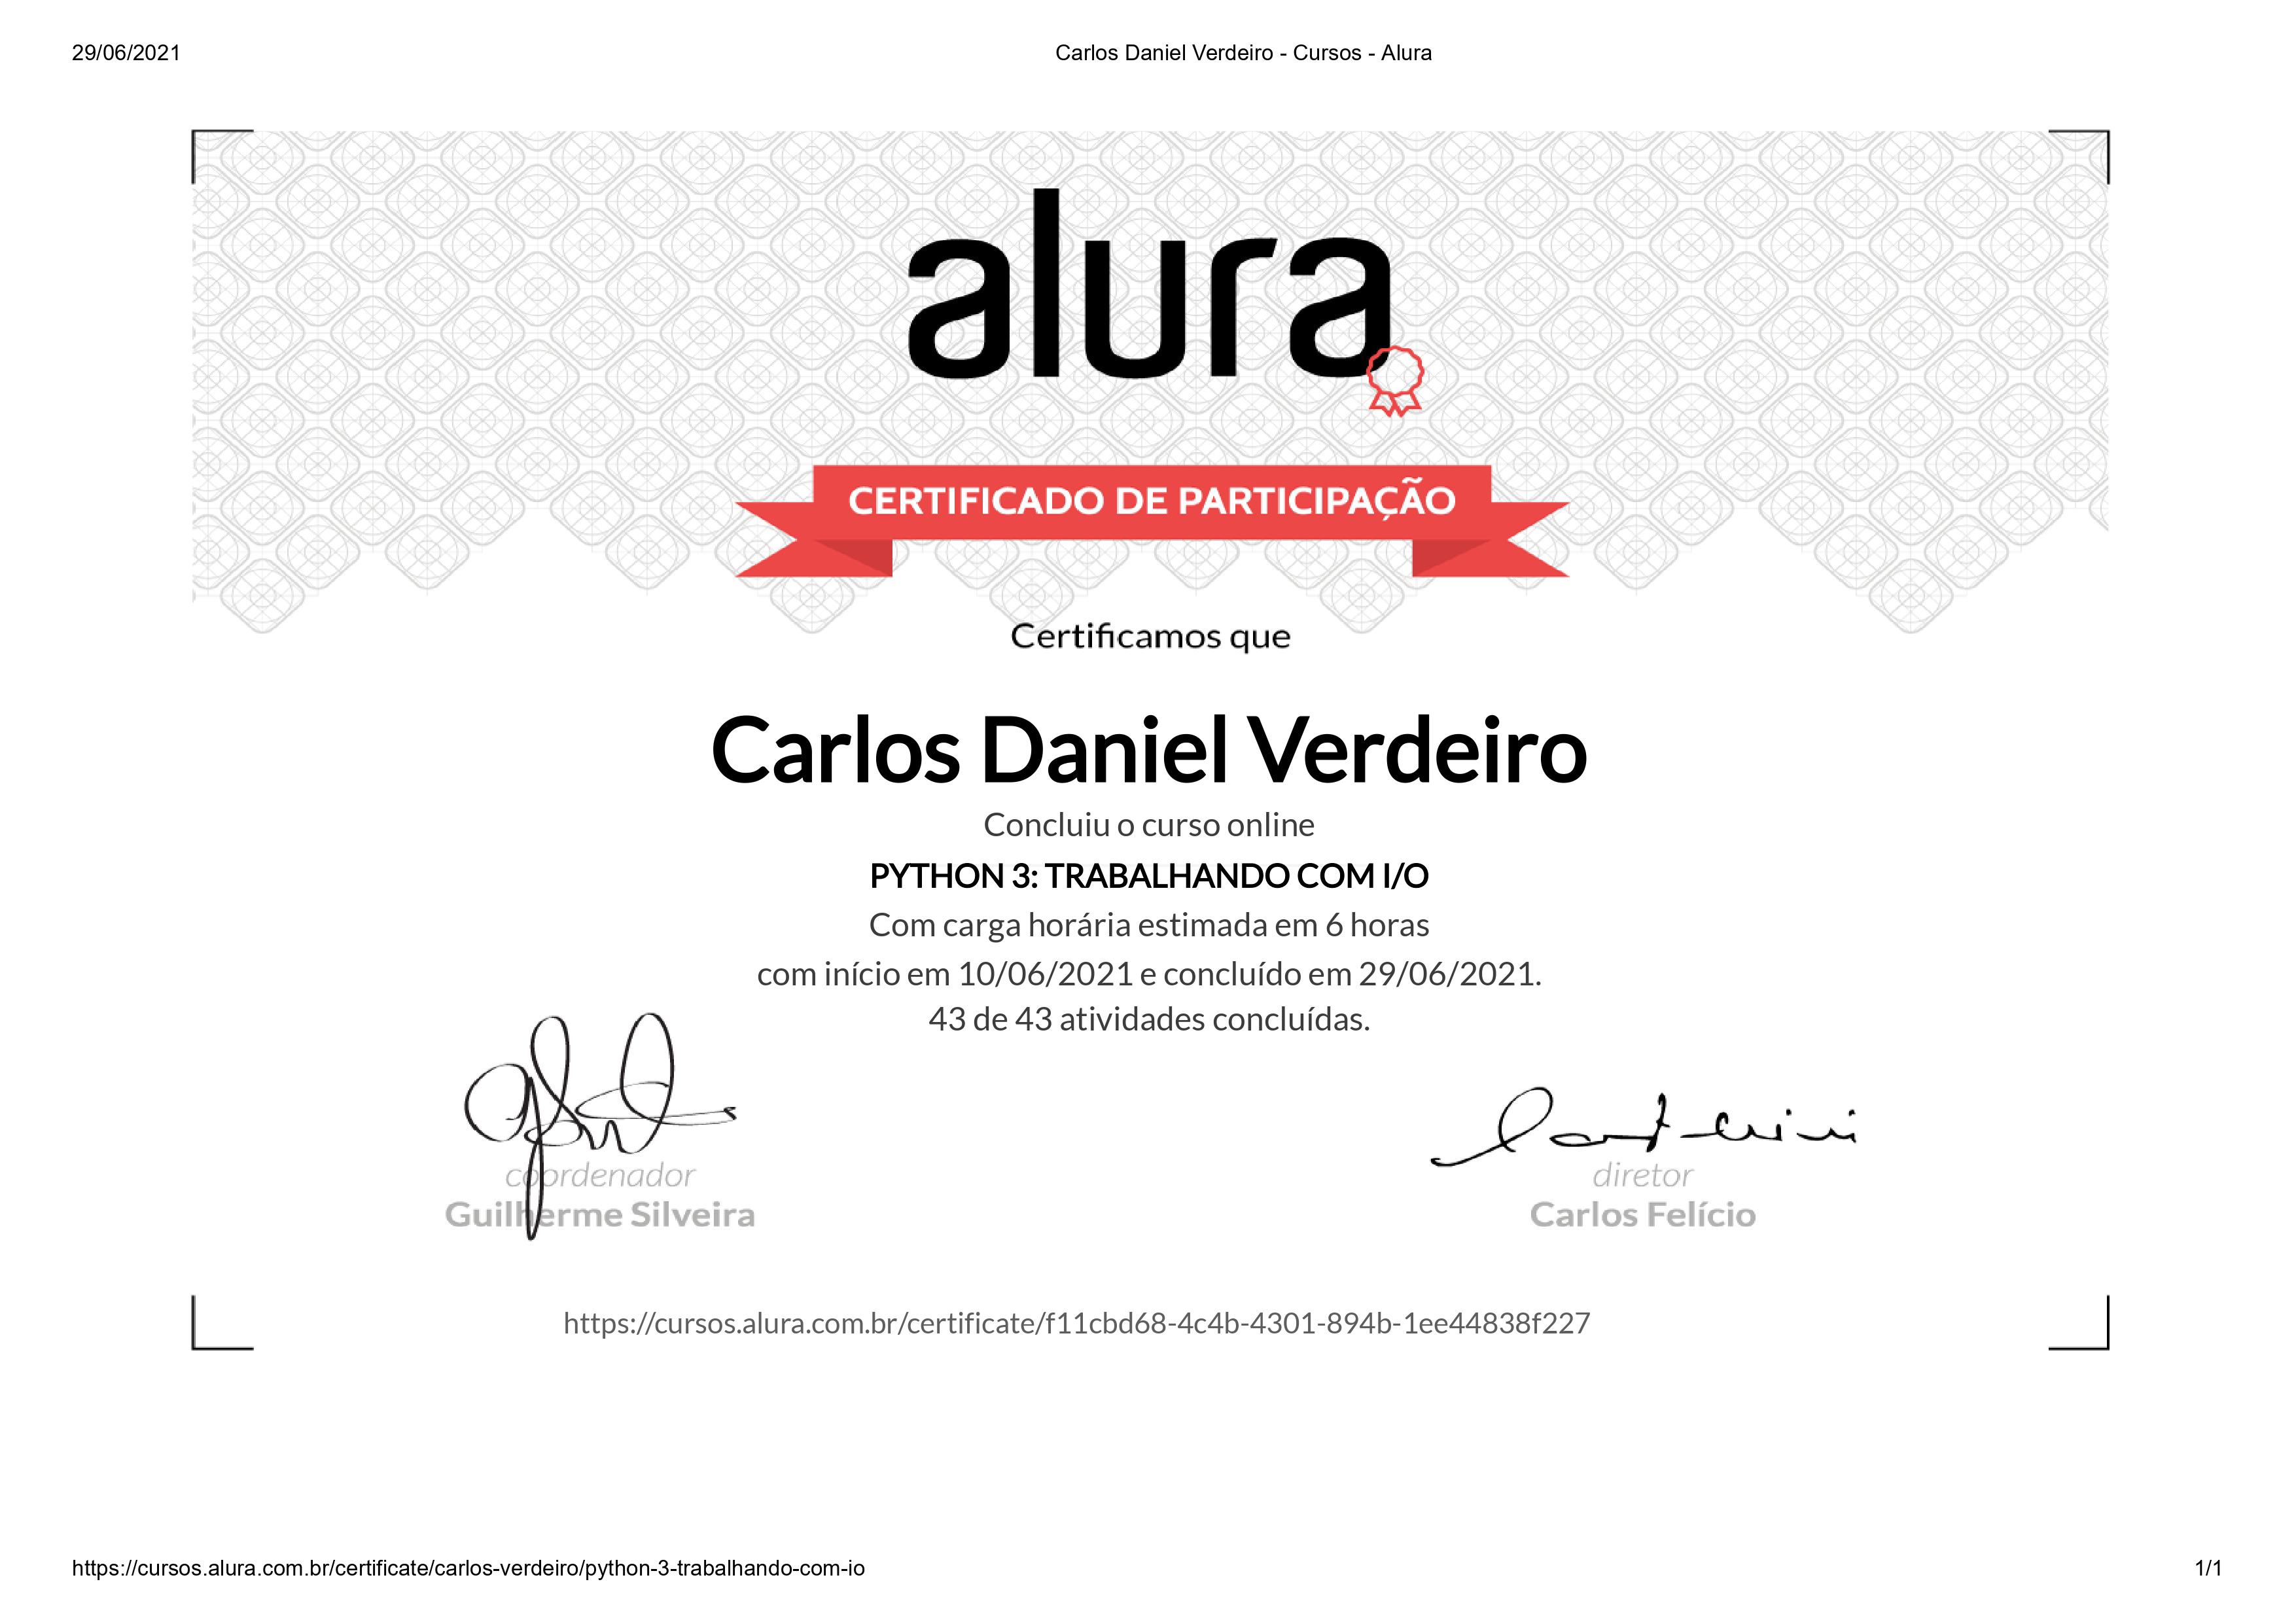 29/06/2021
Carlos Daniel Verdeiro - Cursos - Alura
alura
CERTIFICADO DE PARTICIPAÇÃO
Certificamos que
Carlos Daniel Verdeiro
Concluiu o curso online
PYTHON 3: TRABALHANDO COM I/O
Com carga horária estimada em 6 horas
com início em 10/06/2021 e concluído em 29/06/2021.
43 de 43 atividades concluídas.
coordenador
Guilherme Silveira
diretor
Carlos Felício
https://cursos.alura.com.br/certificate/f11cbd68-4c4b-4301-894b-1ee44838f227
https://cursos.alura.com.br/certificate/carlos-verdeiro/python-3-trabalhando-com-io
1/1